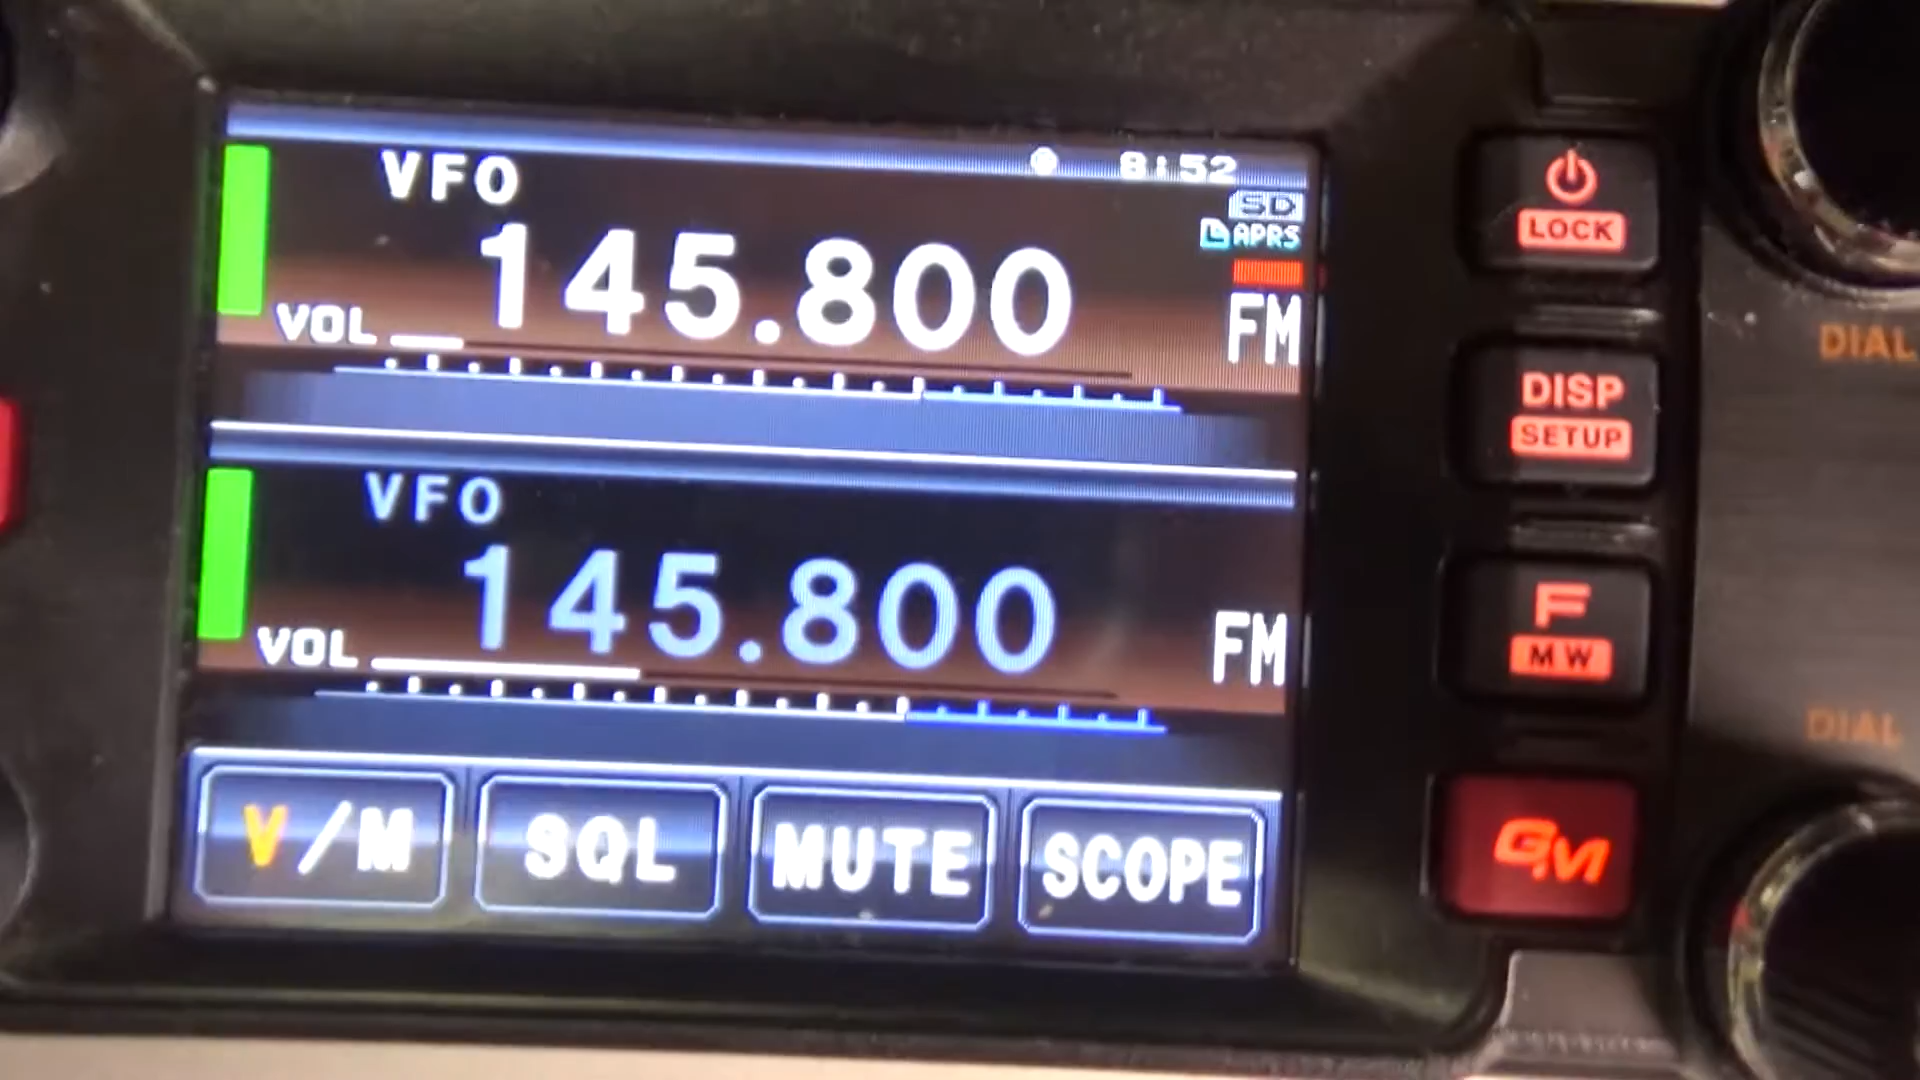 VFO 8:52
SD
145.800 APRS
VOL FM
VFO
145.800
VOL FM
V/M SQL MUTE SCOPE
LOCK
DISP
SETUP
F
MW
GM
DIAL
DIAL